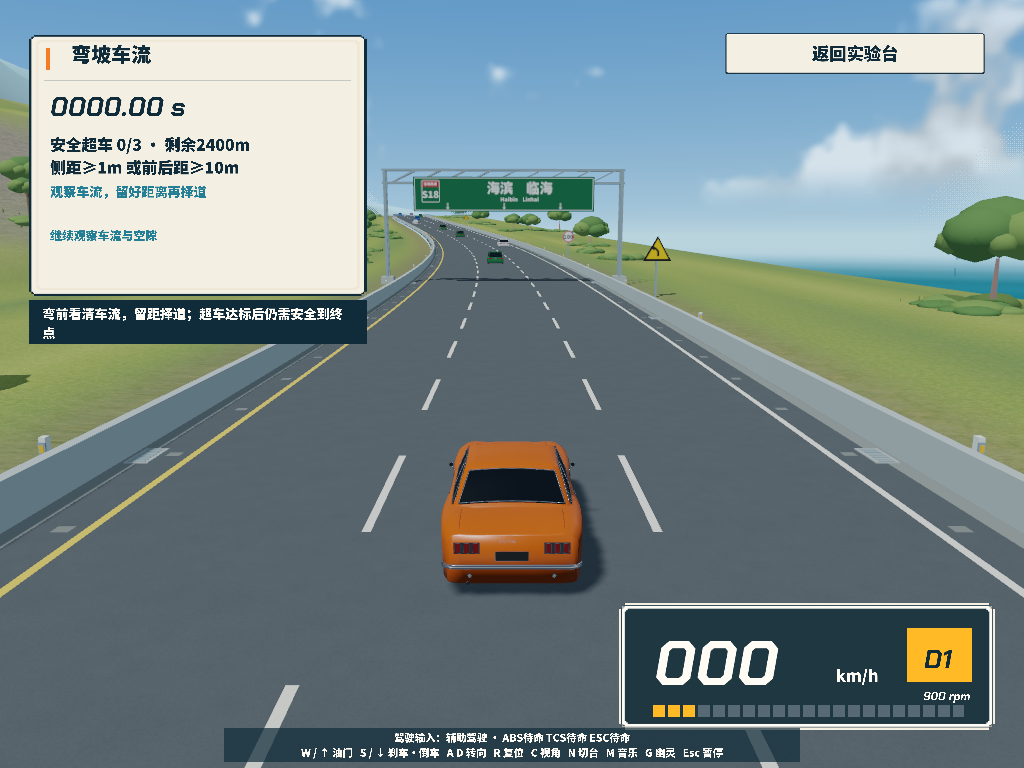 弯坡车流
返回实验台
0000.00 s
安全超车 0/3 · 剩余2400m
侧距≥1m 或前后距≥10m
观察车流，留好距离再择道
继续观察车流与空隙
弯前看清车流，留距择道；超车达标后仍需安全到终
点
S18
海滨 临海
Haibin Linhai
000 km/h D1
900 rpm
驾驶输入：辅助驾驶 · ABS待命 TCS待命 ESC待命
W / ↑ 油门 S / ↓ 刹车·倒车 A D 转向 R 复位 C 视角 N 切台 M 音乐 G 幽灵 Esc 暂停